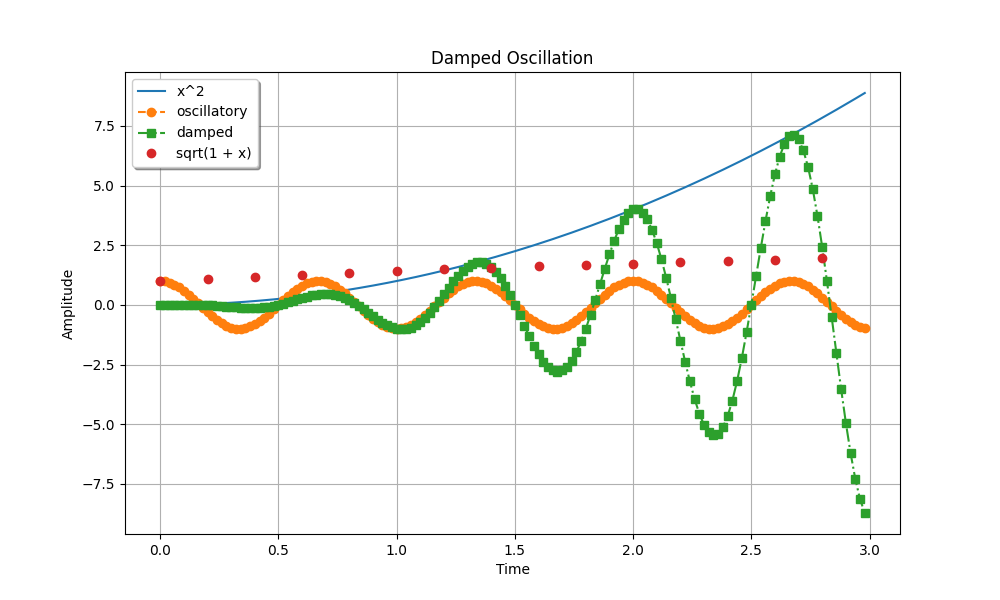 Damped Oscillation
x^2
oscillatory
damped
sqrt(1 + x)
Amplitude
7.5
5.0
2.5
0.0
−2.5
−5.0
−7.5
0.0 0.5 1.0 1.5 2.0 2.5 3.0
Time